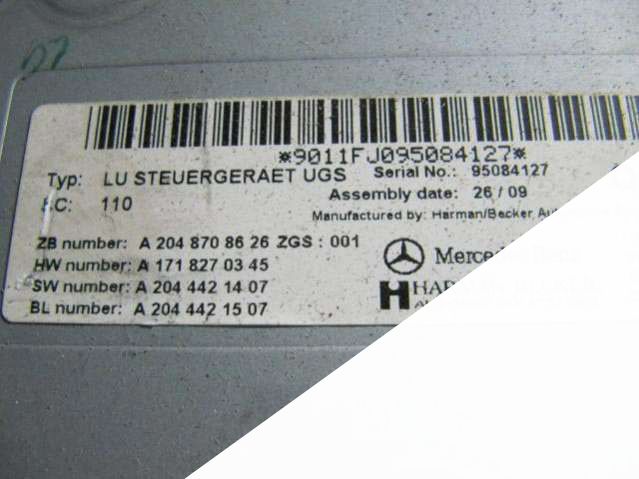 07
*9011FJ095084127*
Typ: LU STEUERGERAET UGS Serial No.: 95084127
110 Assembly date: 26 / 09
Manufactured by: Harman/Becker,
ZB number: A 204 870 86 26 ZGS : 001
HW number: A 171 827 03 45
SW number: A 204 442 14 07
BL number: A 204 442 15 07